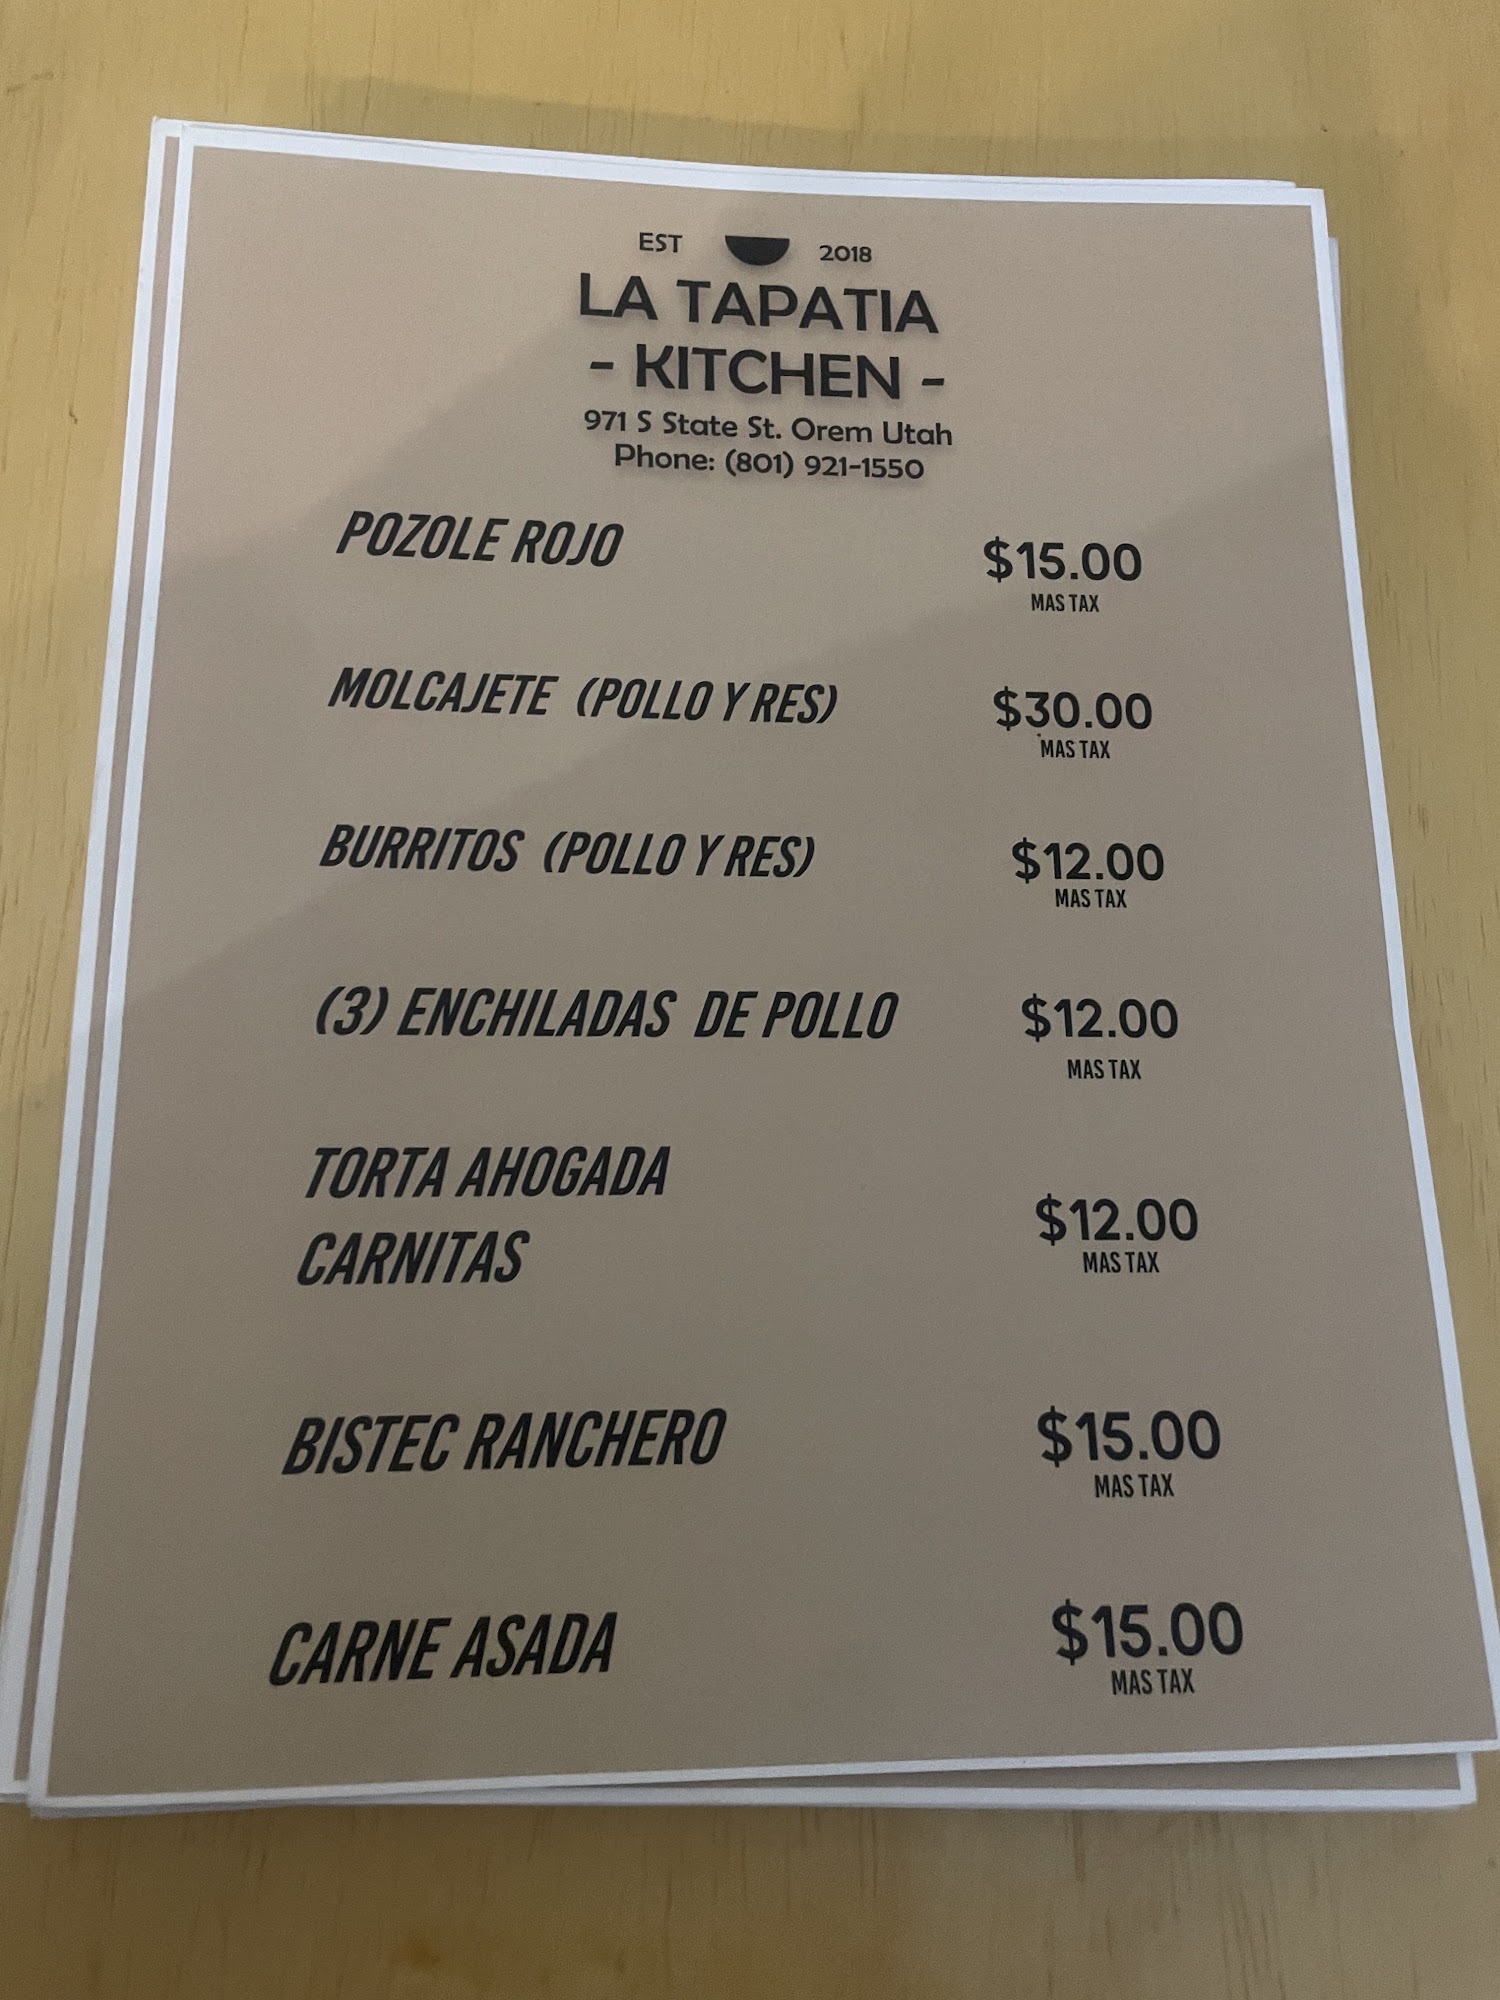 EST 2018
LA TAPATIA
- KITCHEN -
971 S State St. Orem Utah
Phone: (801) 921-1550
POZOLE ROJO $15.00
MAS TAX
MOLCAJETE (POLLO Y RES) $30.00
MAS TAX
BURRITOS (POLLO Y RES) $12.00
MAS TAX
(3) ENCHILADAS DE POLLO $12.00
MAS TAX
TORTA AHOGADA
CARNITAS $12.00
MAS TAX
BISTEC RANCHERO $15.00
MAS TAX
CARNE ASADA $15.00
MAS TAX